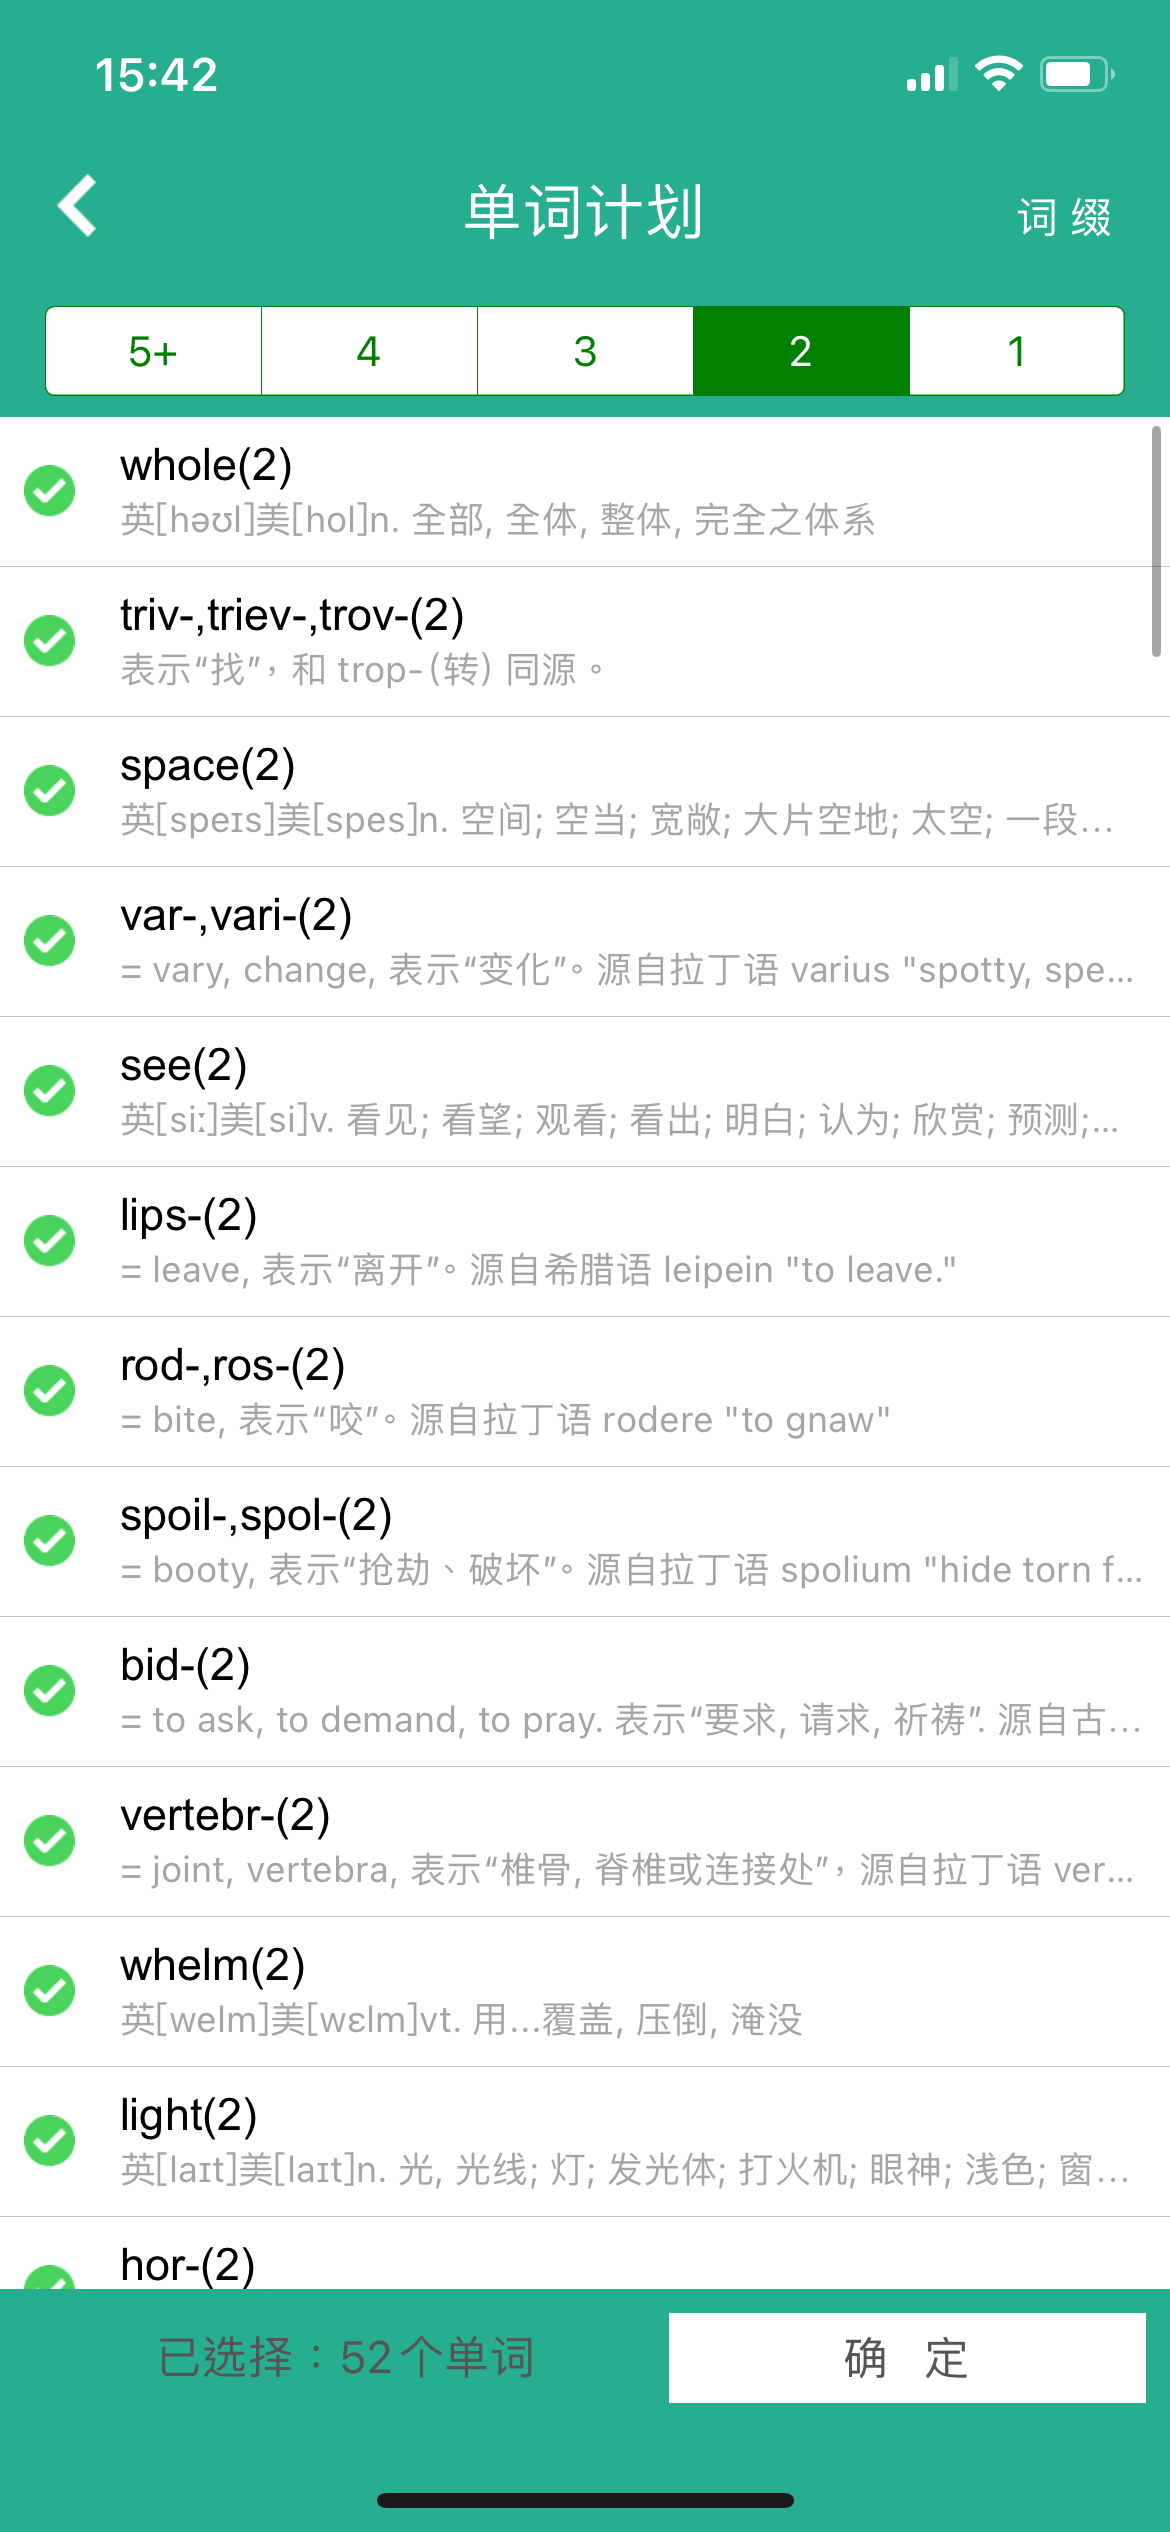 15:42
单词计划
词 缀
5+ 4 3 2 1
whole(2)
英[həʊl]美[hol]n. 全部, 全体, 整体, 完全之体系
triv-,triev-,trov-(2)
表示“找”，和 trop-（转）同源。
space(2)
英[speɪs]美[spes]n. 空间; 空当; 宽敞; 大片空地; 太空; 一段...
var-,vari-(2)
= vary, change, 表示“变化”。源自拉丁语 varius "spotty, spe...
see(2)
英[siː]美[si]v. 看见; 看望; 观看; 看出; 明白; 认为; 欣赏; 预测;...
lips-(2)
= leave, 表示“离开”。源自希腊语 leipein "to leave."
rod-,ros-(2)
= bite, 表示“咬”。源自拉丁语 rodere "to gnaw"
spoil-,spol-(2)
= booty, 表示“抢劫、破坏”。源自拉丁语 spolium "hide torn f...
bid-(2)
= to ask, to demand, to pray. 表示“要求, 请求, 祈祷”. 源自古...
vertebr-(2)
= joint, vertebra, 表示“椎骨, 脊椎或连接处”，源自拉丁语 ver...
whelm(2)
英[welm]美[wɛlm]vt. 用...覆盖, 压倒, 淹没
light(2)
英[laɪt]美[laɪt]n. 光, 光线; 灯; 发光体; 打火机; 眼神; 浅色; 窗...
hor-(2)
已选择：52个单词
确 定